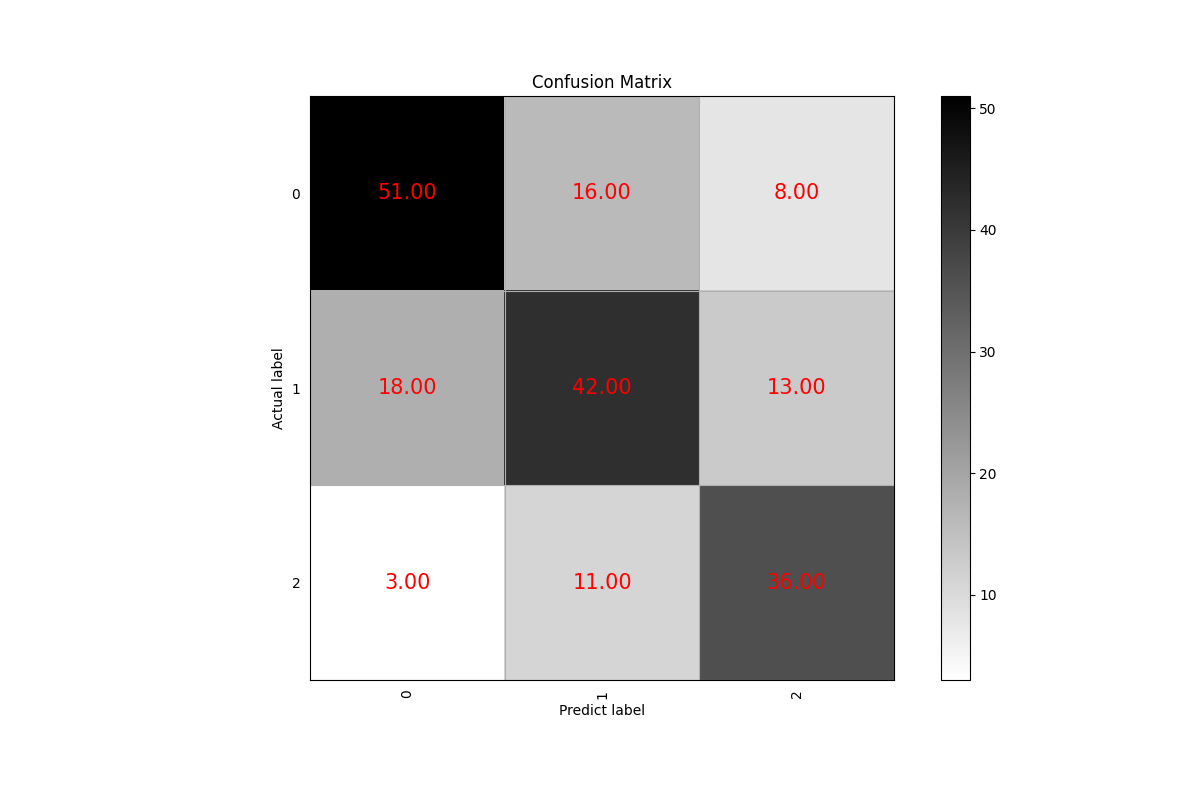 Confusion Matrix
0 51.00 16.00 8.00
1 18.00 42.00 13.00
2 3.00 11.00 36.00
Actual label
0 1 2
Predict label
50
40
30
20
10